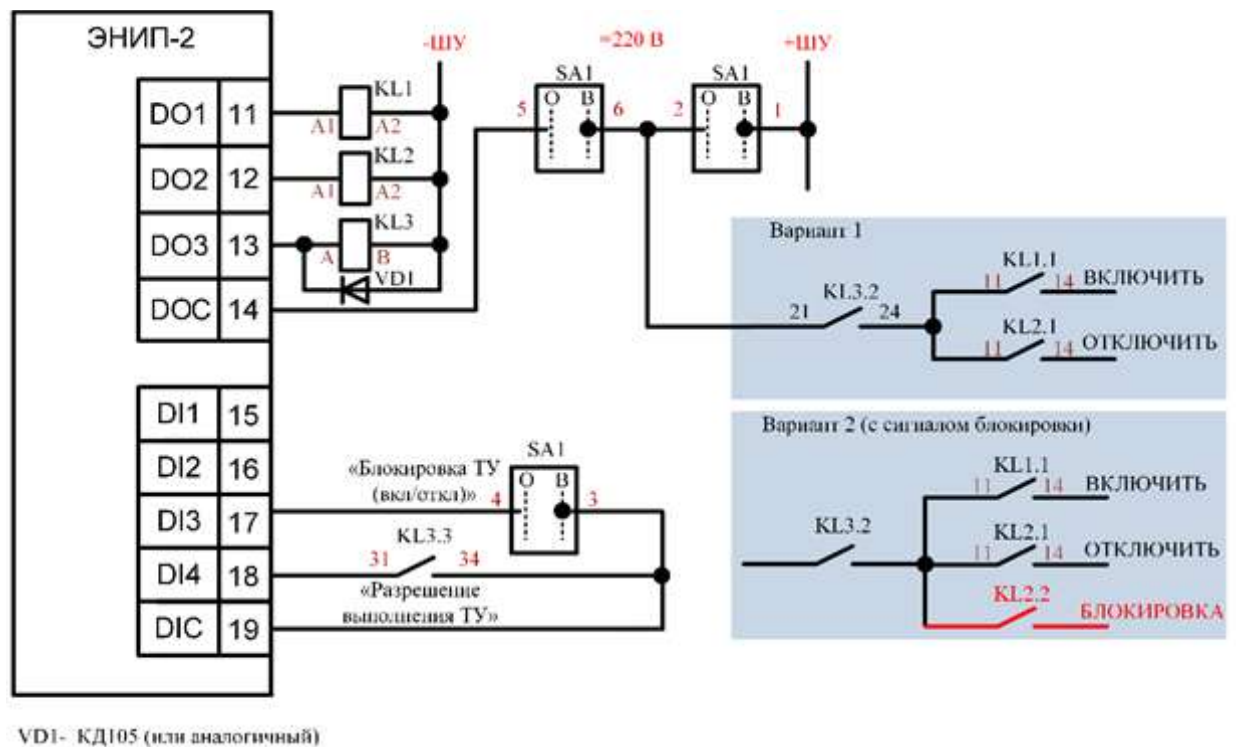 ЭНИП-2
-ШУ
=220 В
+ШУ
DO1 11
A1 KL1 A2
DO2 12
A1 KL2 A2
DO3 13
A KL3 B
VD1
DOC 14
5 SA1 О В 6
2 SA1 О В 1
Вариант 1
21 KL3.2 24
KL1.1
11 14 ВКЛЮЧИТЬ
KL2.1
11 14 ОТКЛЮЧИТЬ
DI1 15
DI2 16
DI3 17
DI4 18
DIC 19
«Блокировка ТУ
(вкл/откл)»
4 SA1 О В 3
KL3.3
31 34
«Разрешение
выполнения ТУ»
Вариант 2 (с сигналом блокировки)
KL3.2
KL1.1
11 14 ВКЛЮЧИТЬ
KL2.1
11 14 ОТКЛЮЧИТЬ
KL2.2
БЛОКИРОВКА
VD1- КД105 (или аналогичный)